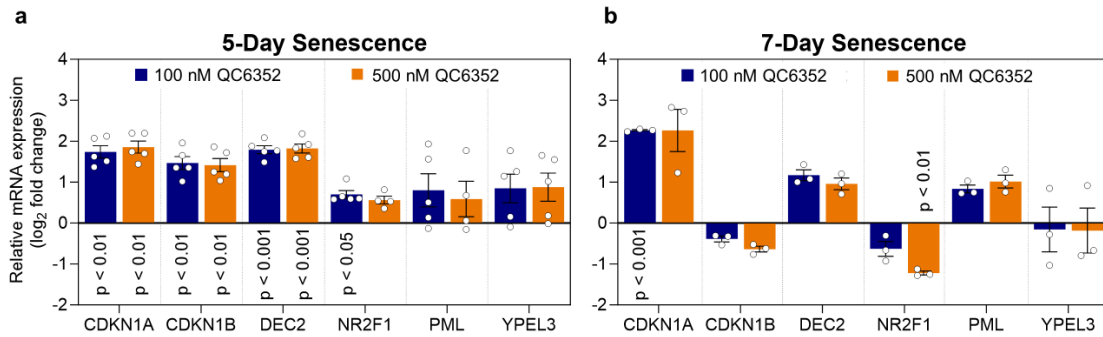 a
5-Day Senescence
100 nM QC6352
500 nM QC6352
Relative mRNA expression
(log₂ fold change)
4
3
2
1
0
-1
-2
p < 0.01
p < 0.01
p < 0.01
p < 0.01
p < 0.001
p < 0.001
p < 0.05
CDKN1A
CDKN1B
DEC2
NR2F1
PML
YPEL3
b
7-Day Senescence
100 nM QC6352
500 nM QC6352
4
3
2
1
0
-1
-2
p < 0.001
p < 0.01
CDKN1A
CDKN1B
DEC2
NR2F1
PML
YPEL3